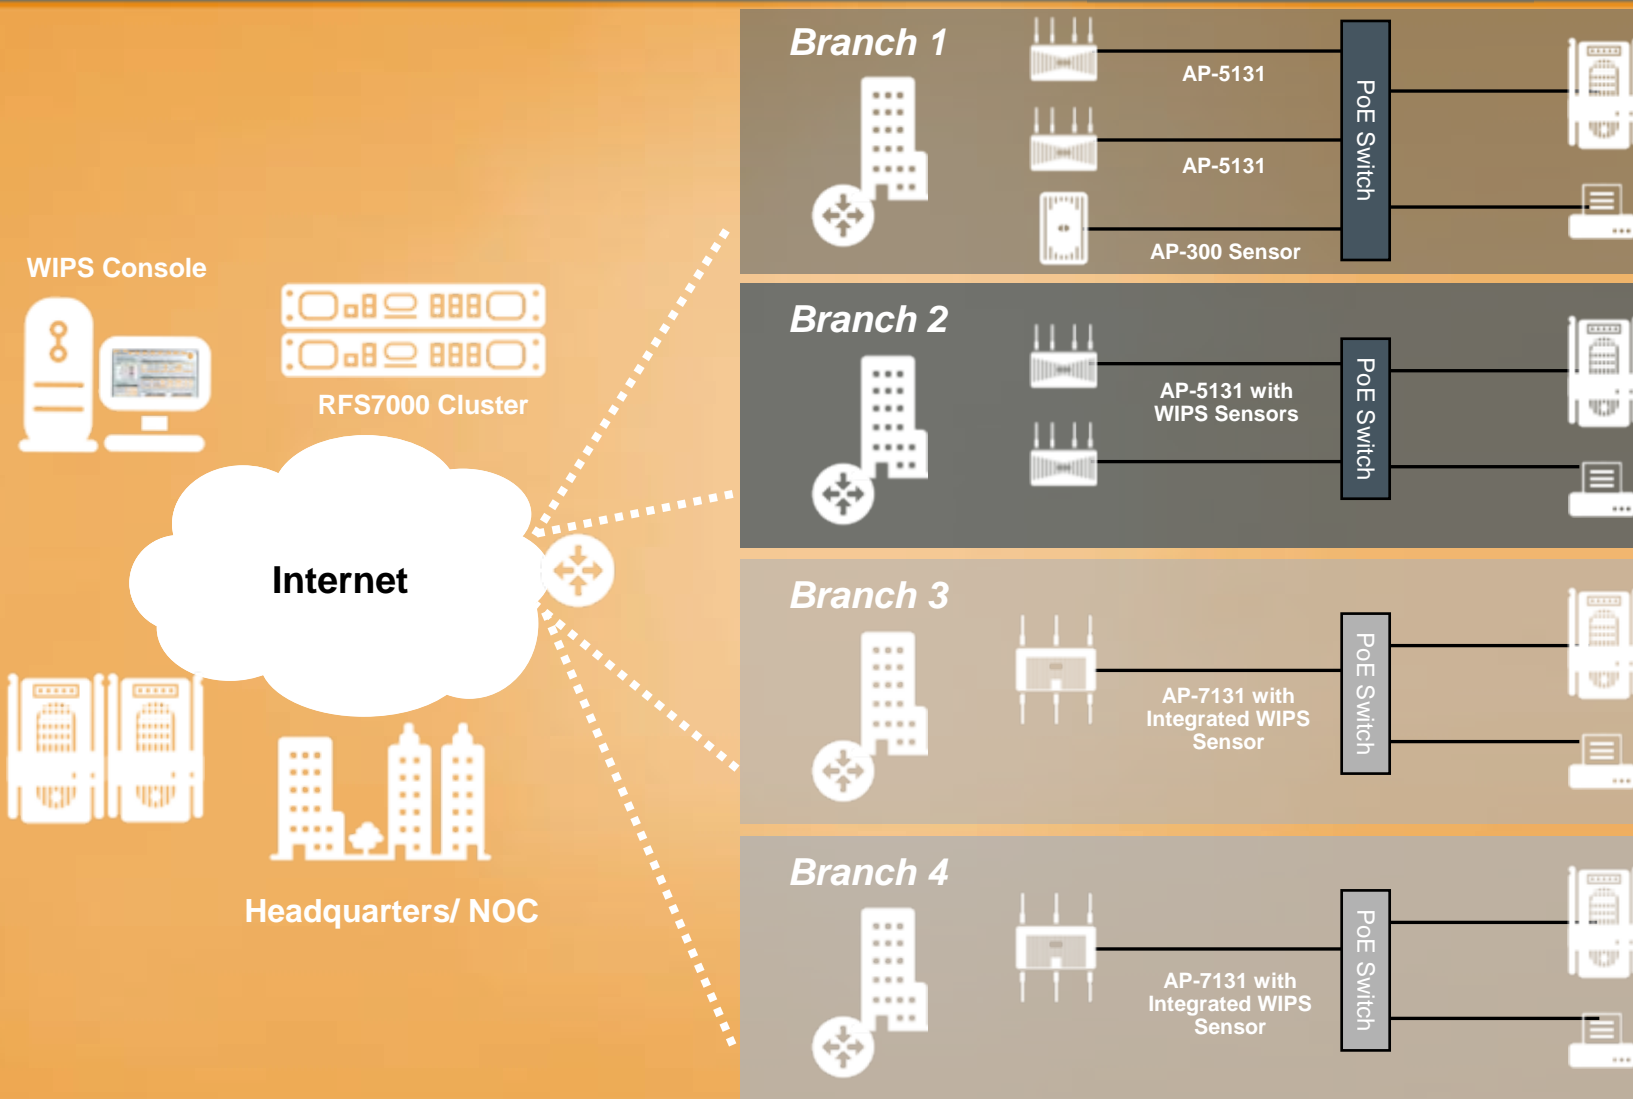 WIPS Console
RFS7000 Cluster
Internet
Headquarters/ NOC
Branch 1
AP-5131
AP-5131
AP-300 Sensor
PoE Switch
Branch 2
AP-5131 with
WIPS Sensors
PoE Switch
Branch 3
AP-7131 with
Integrated WIPS
Sensor
PoE Switch
Branch 4
AP-7131 with
Integrated WIPS
Sensor
PoE Switch